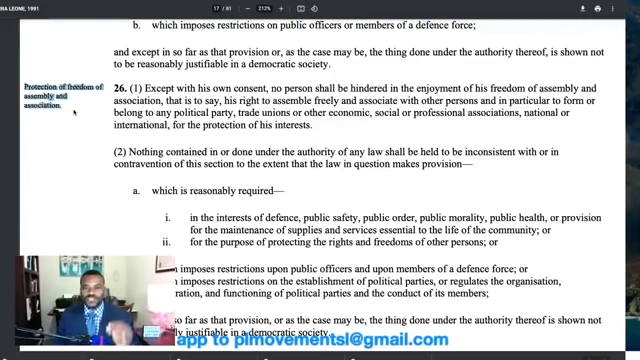 RRA LEONE, 1991
17 / 81
212%
b. which imposes restrictions on public officers or members of a defence force;
and except in so far as that provision or, as the case may be, the thing done under the authority thereof, is shown not
to be reasonably justifiable in a democratic society.
Protection of freedom of
assembly and
association.
26. (1) Except with his own consent, no person shall be hindered in the enjoyment of his freedom of assembly and
association, that is to say, his right to assemble freely and associate with other persons and in particular to form or
belong to any political party, trade unions or other economic, social or professional associations, national or
international, for the protection of his interests.
(2) Nothing contained in or done under the authority of any law shall be held to be inconsistent with or in
contravention of this section to the extent that the law in question makes provision—
a. which is reasonably required—
i. in the interests of defence, public safety, public order, public morality, public health, or provision
for the maintenance of supplies and services essential to the life of the community; or
ii. for the purpose of protecting the rights and freedoms of other persons; or
imposes restrictions upon public officers and upon members of a defence force; or
imposes restrictions on the establishment of political parties, or regulates the organisation,
ration, and functioning of political parties and the conduct of its members;
so far as that provision, or as the case may be, the thing done under the authority thereof is shown not
justifiable in a democratic society.
app to plmovementsl@gmail.com